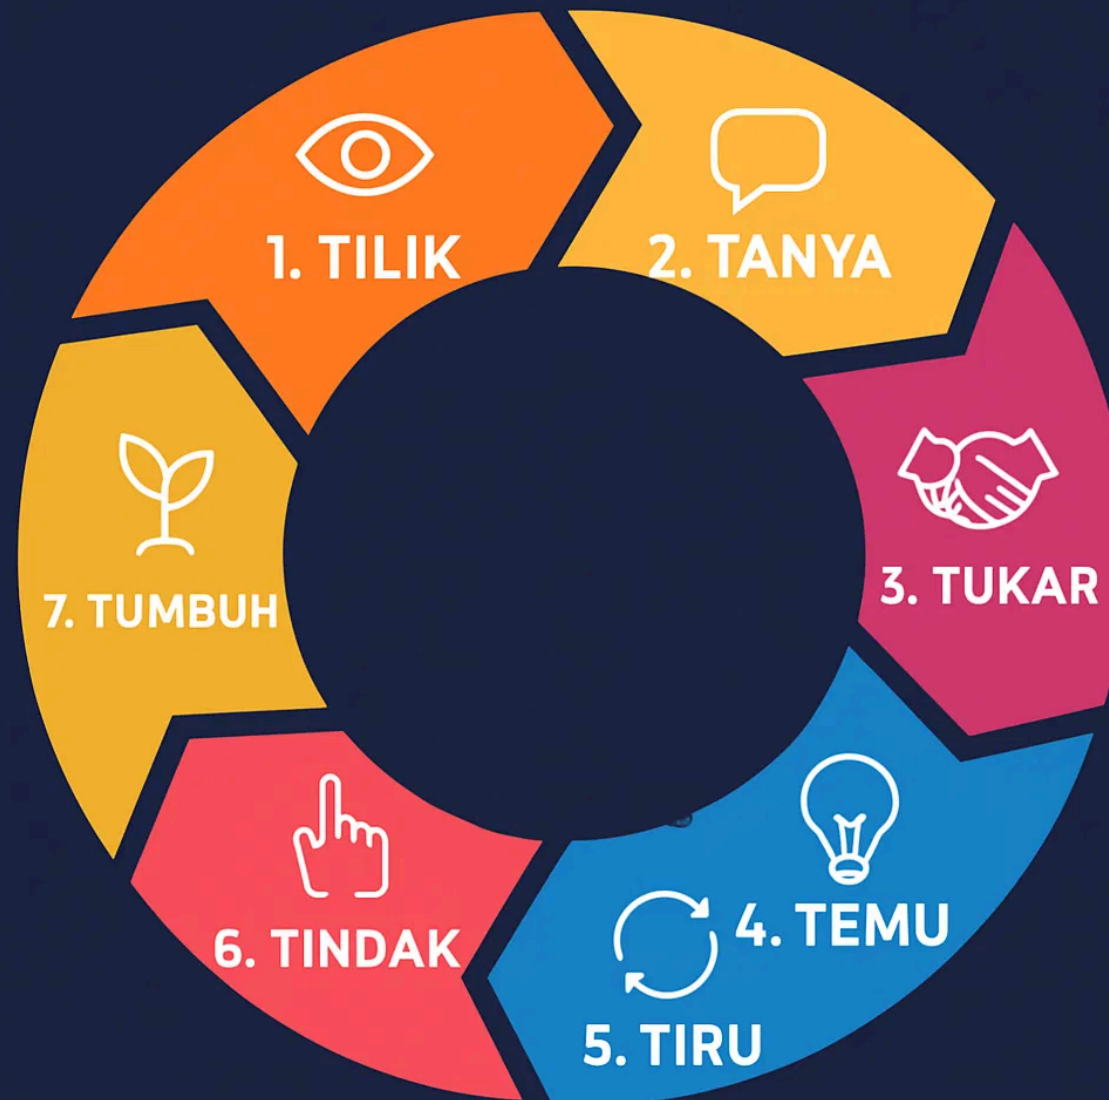 1. TILIK
2. TANYA
3. TUKAR
4. TEMU
5. TIRU
6. TINDAK
7. TUMBUH